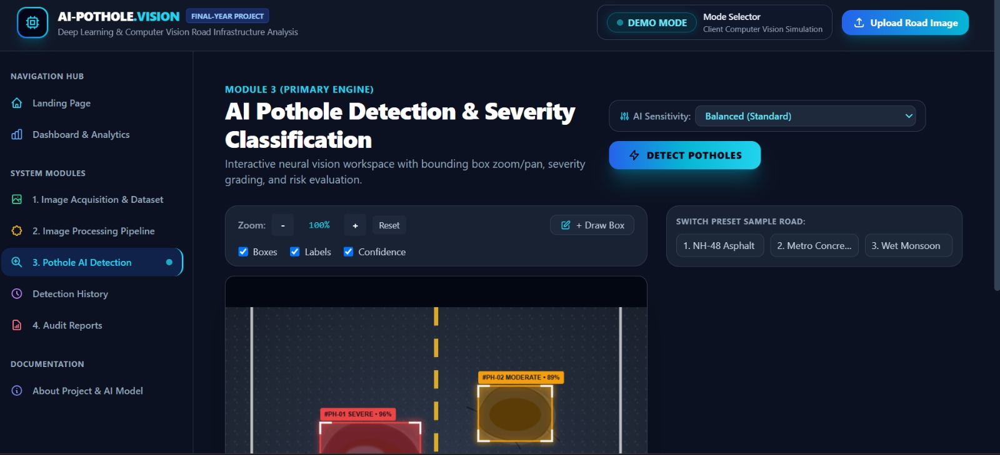 AI-POTHOLE.VISION
FINAL-YEAR PROJECT
Deep Learning & Computer Vision Road Infrastructure Analysis
DEMO MODE
Mode Selector
Client Computer Vision Simulation
Upload Road Image
NAVIGATION HUB
Landing Page
Dashboard & Analytics
SYSTEM MODULES
1. Image Acquisition & Dataset
2. Image Processing Pipeline
3. Pothole AI Detection
Detection History
4. Audit Reports
DOCUMENTATION
About Project & AI Model
MODULE 3 (PRIMARY ENGINE)
AI Pothole Detection & Severity
Classification
Interactive neural vision workspace with bounding box zoom/pan, severity
grading, and risk evaluation.
AI Sensitivity:
Balanced (Standard)
DETECT POTHOLES
Zoom:
-
100%
+
Reset
+ Draw Box
Boxes
Labels
Confidence
SWITCH PRESET SAMPLE ROAD:
1. NH-48 Asphalt
2. Metro Concre...
3. Wet Monsoon
#PH-02 MODERATE • 89%
#PH-01 SEVERE • 96%